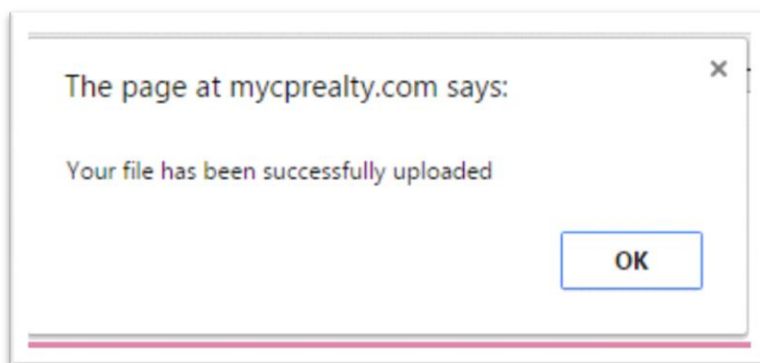 The page at mycprealty.com says:
Your file has been successfully uploaded
OK